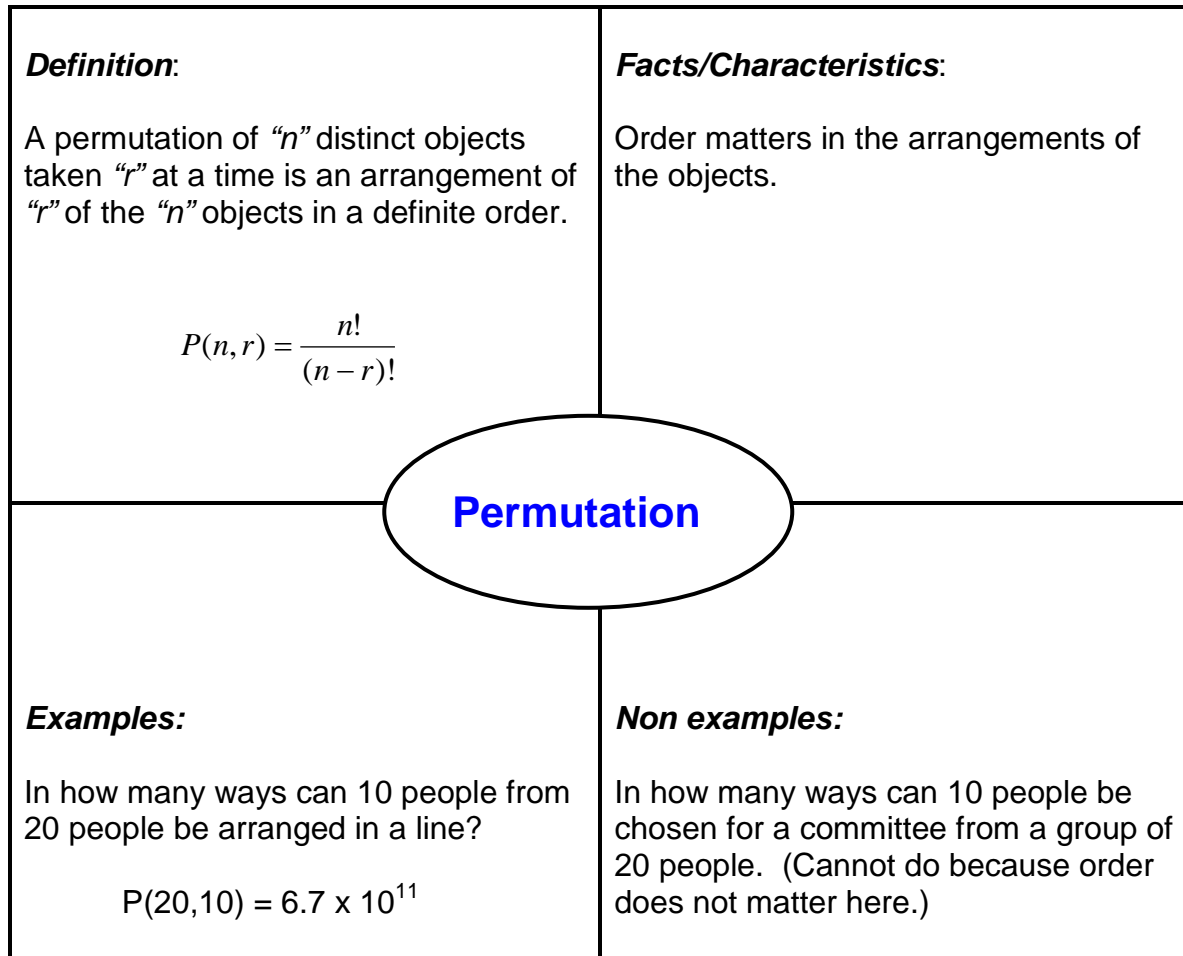 Definition:
A permutation of “n” distinct objects
taken “r” at a time is an arrangement of
“r” of the “n” objects in a definite order.
P(n, r) = n! / (n − r)!
Facts/Characteristics:
Order matters in the arrangements of
the objects.
Permutation
Examples:
In how many ways can 10 people from
20 people be arranged in a line?
P(20,10) = 6.7 x 10^11
Non examples:
In how many ways can 10 people be
chosen for a committee from a group of
20 people. (Cannot do because order
does not matter here.)